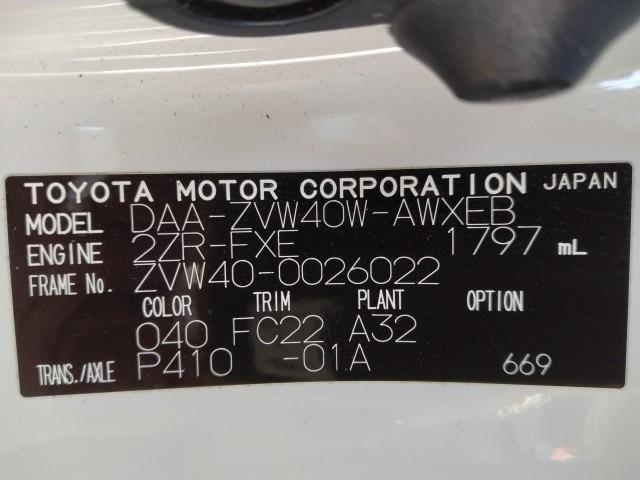 TOYOTA MOTOR CORPORATION JAPAN
MODEL DAA-ZVW40W-AWXEB
ENGINE 2ZR-FXE 1797 mL
FRAME No. ZVW40-0026022
COLOR TRIM PLANT OPTION
040 FC22 A32
TRANS./AXLE P410 -01A 669